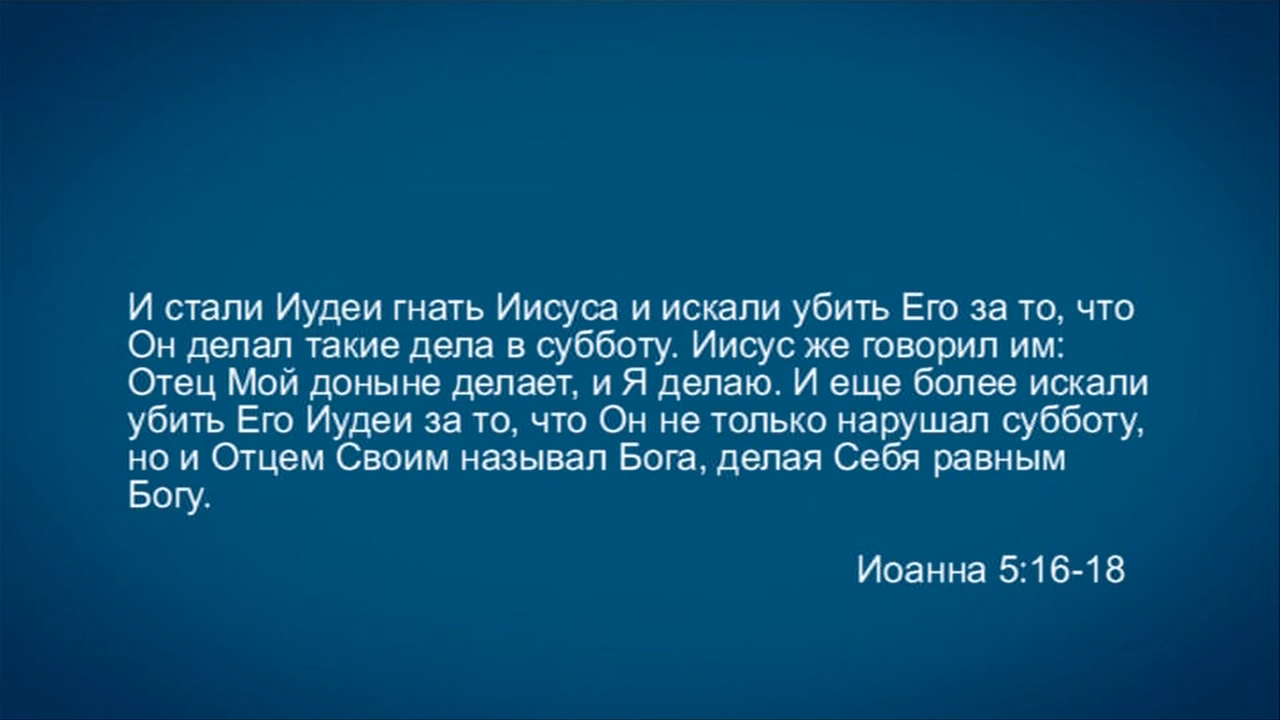 И стали Иудеи гнать Иисуса и искали убить Его за то, что
Он делал такие дела в субботу. Иисус же говорил им:
Отец Мой доныне делает, и Я делаю. И еще более искали
убить Его Иудеи за то, что Он не только нарушал субботу,
но и Отцем Своим называл Бога, делая Себя равным
Богу.
Иоанна 5:16-18